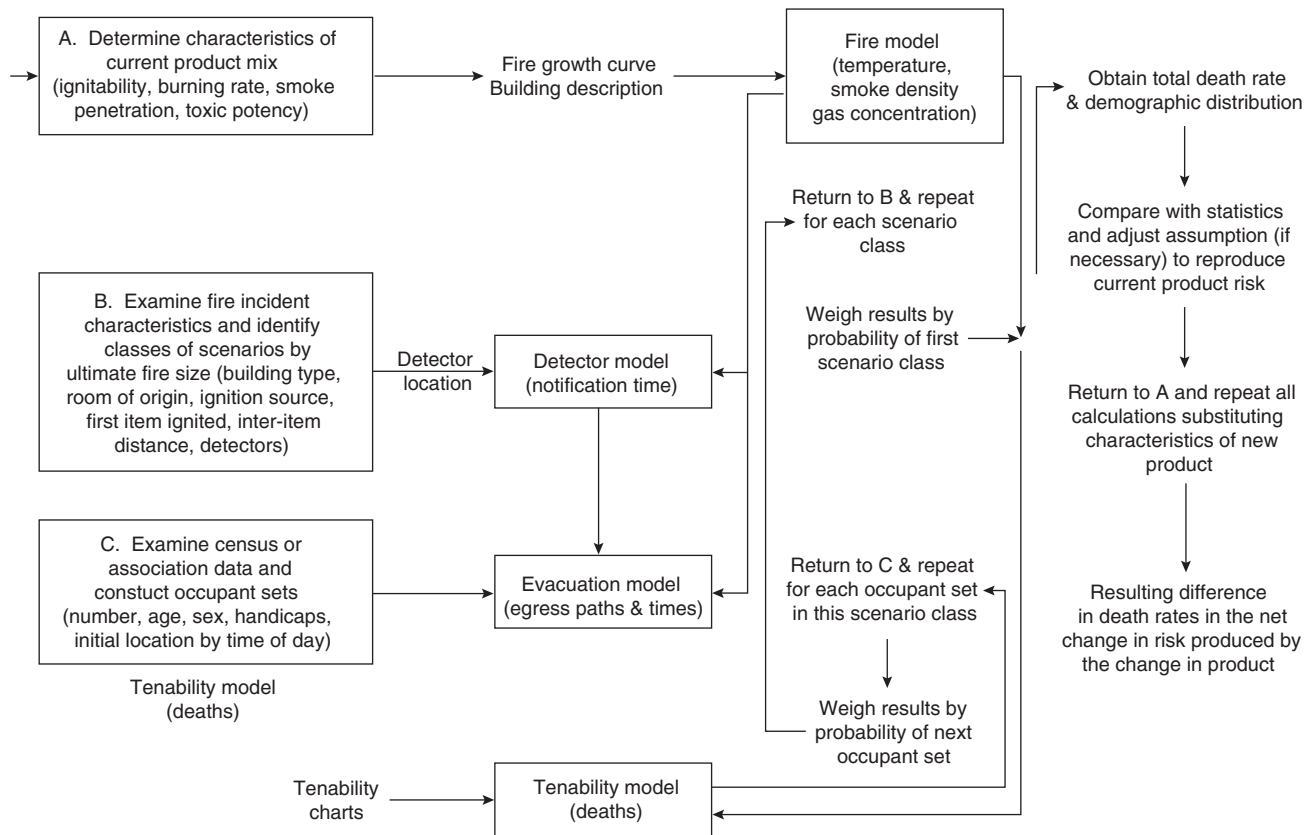 A. Determine characteristics of
current product mix
(ignitability, burning rate, smoke
penetration, toxic potency)
Fire growth curve
Building description
Fire model
(temperature,
smoke density
gas concentration)
Obtain total death rate
& demographic distribution
Return to B & repeat
for each scenario
class
Compare with statistics
and adjust assumption (if
necessary) to reproduce
current product risk
B. Examine fire incident
characteristics and identify
classes of scenarios by
ultimate fire size (building type,
room of origin, ignition source,
first item ignited, inter-item
distance, detectors)
Detector
location
Detector model
(notification time)
Weigh results by
probability of first
scenario class
Return to A and repeat all
calculations substituting
characteristics of new
product
C. Examine census or
association data and
constuct occupant sets
(number, age, sex, handicaps,
initial location by time of day)
Evacuation model
(egress paths & times)
Return to C & repeat
for each occupant set
in this scenario class
Resulting difference
in death rates in the net
change in risk produced by
the change in product
Tenability model
(deaths)
Weigh results by
probability of next
occupant set
Tenability
charts
Tenability model
(deaths)